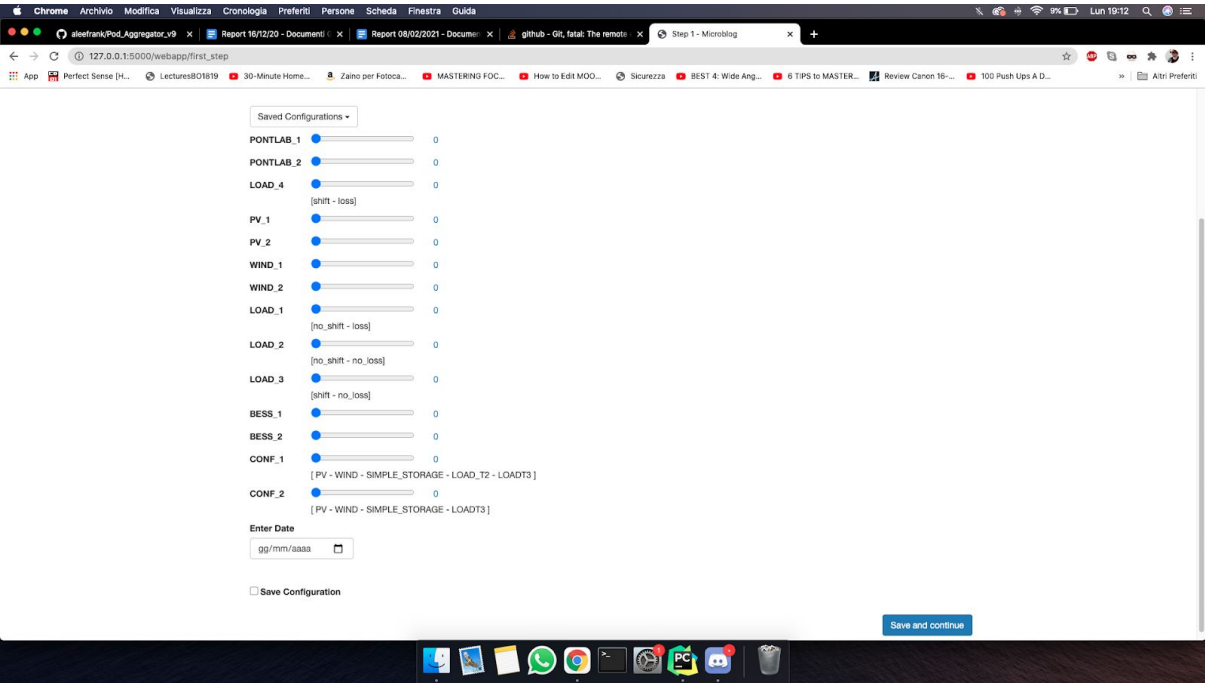 Chrome Archivio Modifica Visualizza Cronologia Preferiti Persone Scheda Finestra Guida 9% Lun 19:12
aleefrank/Pod_Aggregator_v9 Report 16/12/20 - Documenti Report 08/02/2021 - Documen github - Git, fatal: The remote Step 1 - Microblog
127.0.0.1:5000/webapp/first_step
App Perfect Sense [H... LecturesBO1819 30-Minute Home... Zaino per Fotoca... MASTERING FOC... How to Edit MOO... Sicurezza BEST 4: Wide Ang... 6 TIPS to MASTER... Review Canon 16-... 100 Push Ups A D... » Altri Preferiti
Saved Configurations
PONTLAB_1 0
PONTLAB_2 0
LOAD_4 0
[shift - loss]
PV_1 0
PV_2 0
WIND_1 0
WIND_2 0
LOAD_1 0
[no_shift - loss]
LOAD_2 0
[no_shift - no_loss]
LOAD_3 0
[shift - no_loss]
BESS_1 0
BESS_2 0
CONF_1 0
[ PV - WIND - SIMPLE_STORAGE - LOAD_T2 - LOADT3 ]
CONF_2 0
[ PV - WIND - SIMPLE_STORAGE - LOADT3 ]
Enter Date
gg/mm/aaaa
Save Configuration
Save and continue
PC